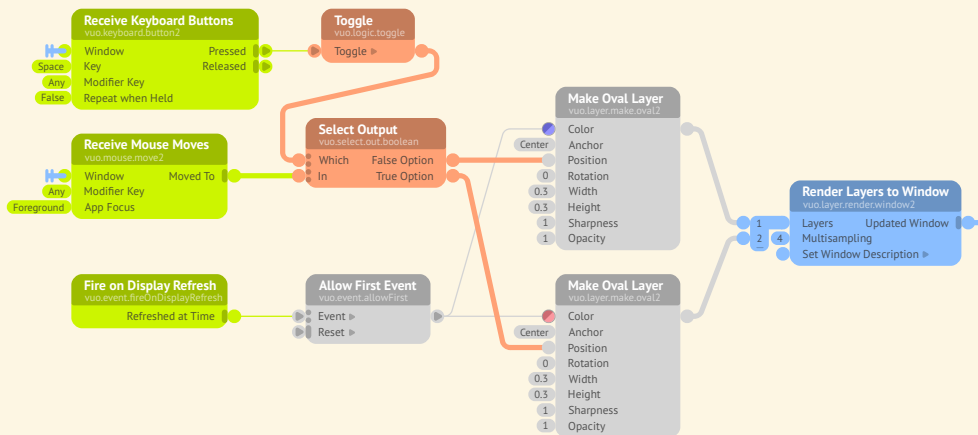 Receive Keyboard Buttons
vuo.keyboard.button2
Window Pressed
Space Key Released
Any Modifier Key
False Repeat when Held
Toggle
vuo.logic.toggle
Toggle
Select Output
vuo.select.out.boolean
Which False Option
In True Option
Receive Mouse Moves
vuo.mouse.move2
Window Moved To
Any Modifier Key
Foreground App Focus
Make Oval Layer
vuo.layer.make.oval2
Color
Center Anchor
Position
0 Rotation
0.3 Width
0.3 Height
1 Sharpness
1 Opacity
Render Layers to Window
vuo.layer.render.window2
1 Layers Updated Window
2 4 Multisampling
Set Window Description
Fire on Display Refresh
vuo.event.fireOnDisplayRefresh
Refreshed at Time
Allow First Event
vuo.event.allowFirst
Event
Reset
Make Oval Layer
vuo.layer.make.oval2
Color
Center Anchor
Position
0 Rotation
0.3 Width
0.3 Height
1 Sharpness
1 Opacity